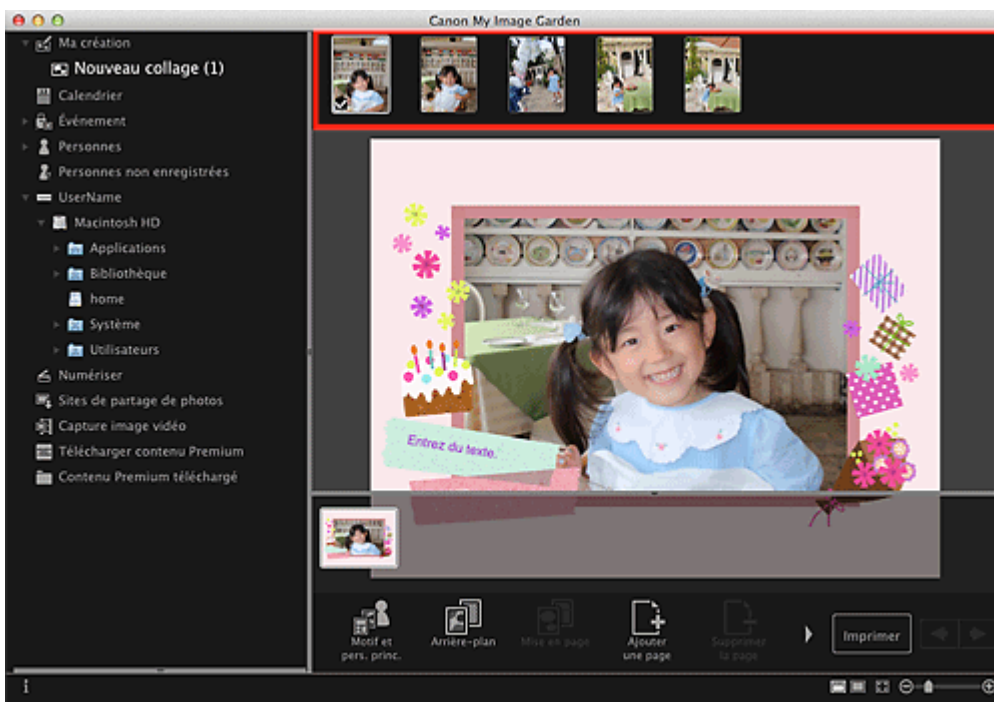 Canon My Image Garden
Ma création
Nouveau collage (1)
Calendrier
Événement
Personnes
Personnes non enregistrées
UserName
Macintosh HD
Applications
Bibliothèque
home
Système
Utilisateurs
Numériser
Sites de partage de photos
Capture image vidéo
Télécharger contenu Premium
Contenu Premium téléchargé
Entrez du texte.
Motif et
pers. princ.
Arrière-plan
Mise en page
Ajouter
une page
Supprimer
la page
Imprimer